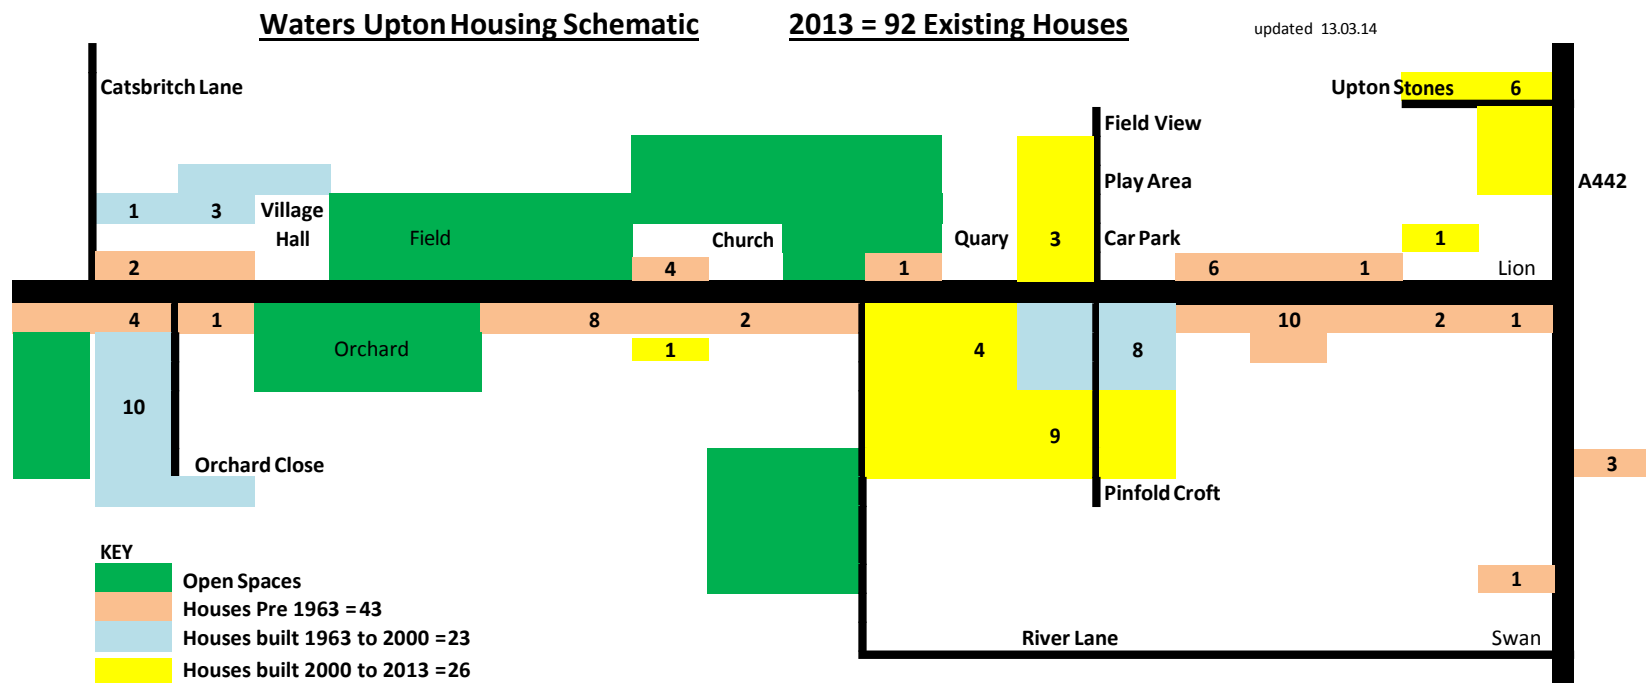 Waters Upton Housing Schematic 2013 = 92 Existing Houses updated 13.03.14
Catsbritch Lane
Upton Stones 6
Field View
Play Area
A442
1 3 Village
Hall
Field
Church
Quary
3
Car Park
1
2
4
1
6
1
Lion
4
1
8
2
10
2
1
Orchard
1
4
8
10
9
Orchard Close
3
Pinfold Croft
KEY
Open Spaces
1
Houses Pre 1963 = 43
Houses built 1963 to 2000 = 23
River Lane
Swan
Houses built 2000 to 2013 = 26